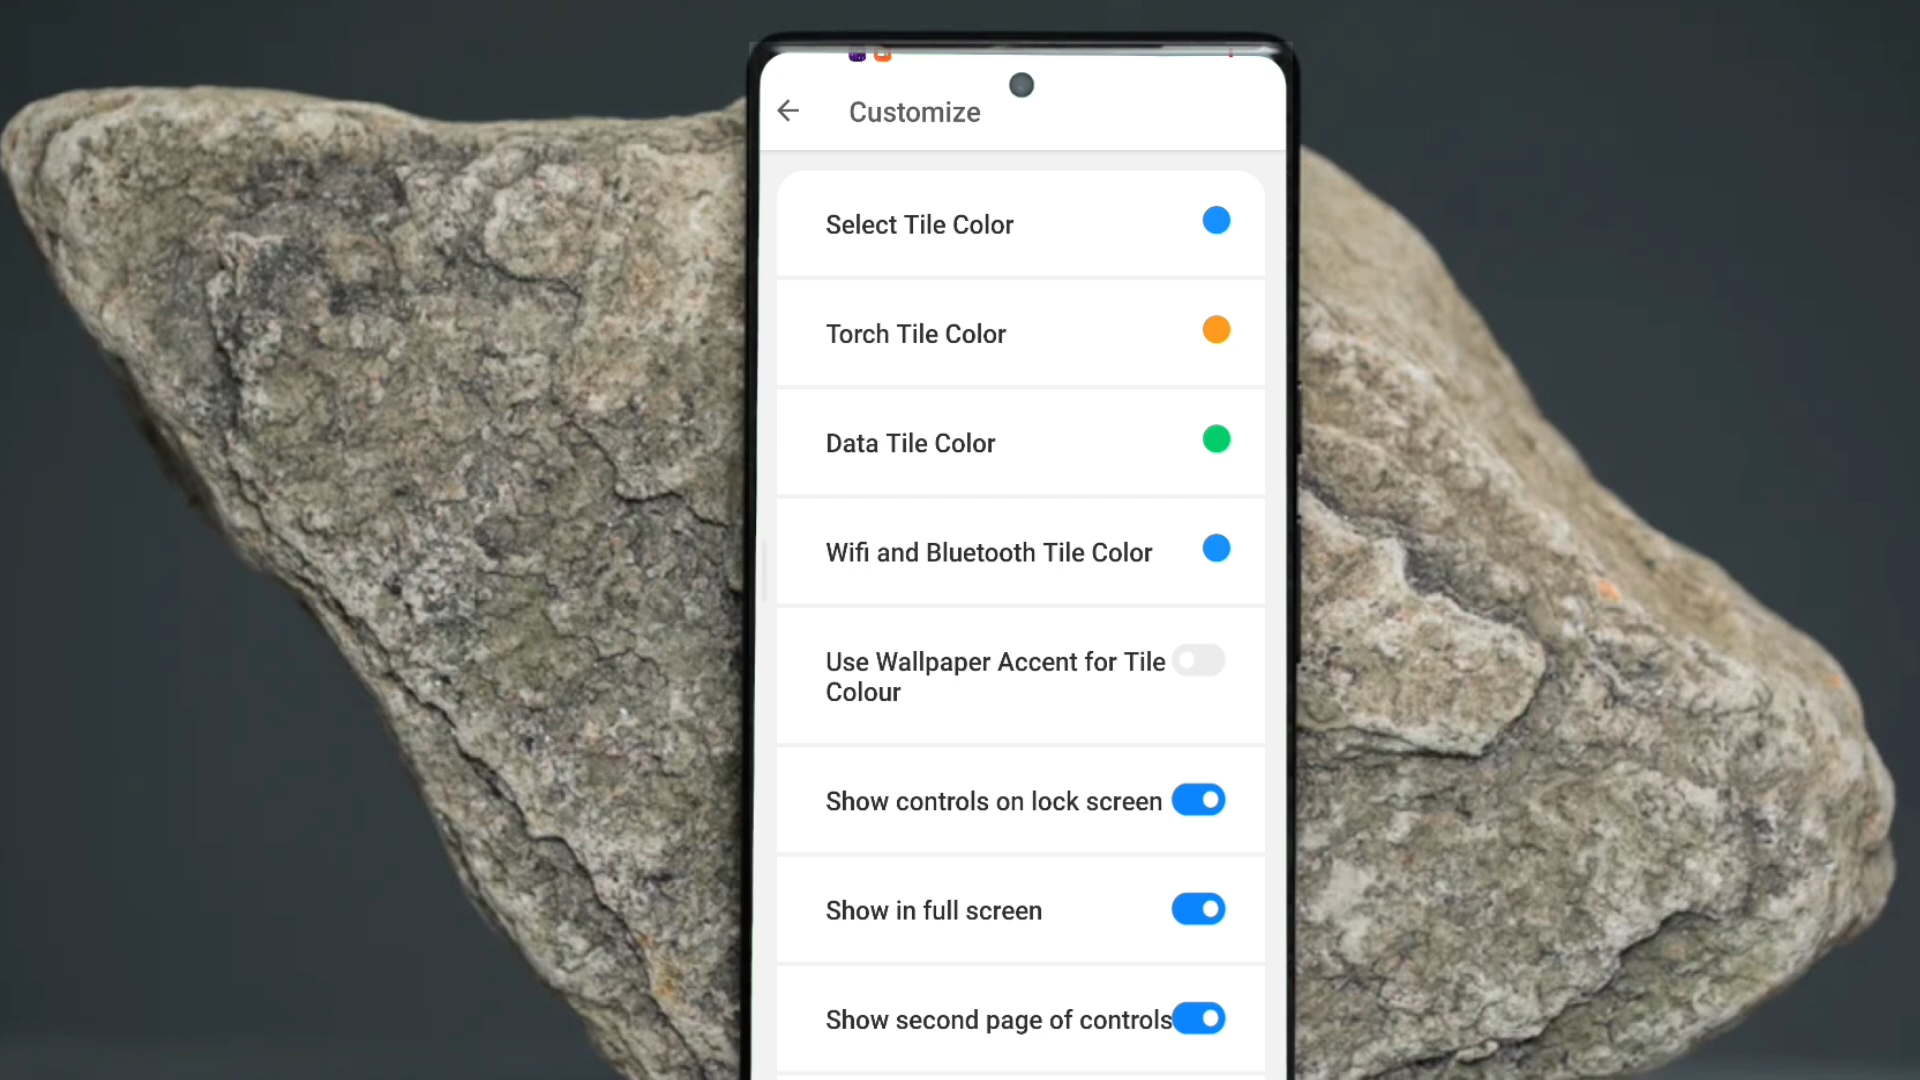 Customize
Select Tile Color
Torch Tile Color
Data Tile Color
Wifi and Bluetooth Tile Color
Use Wallpaper Accent for Tile
Colour
Show controls on lock screen
Show in full screen
Show second page of controls